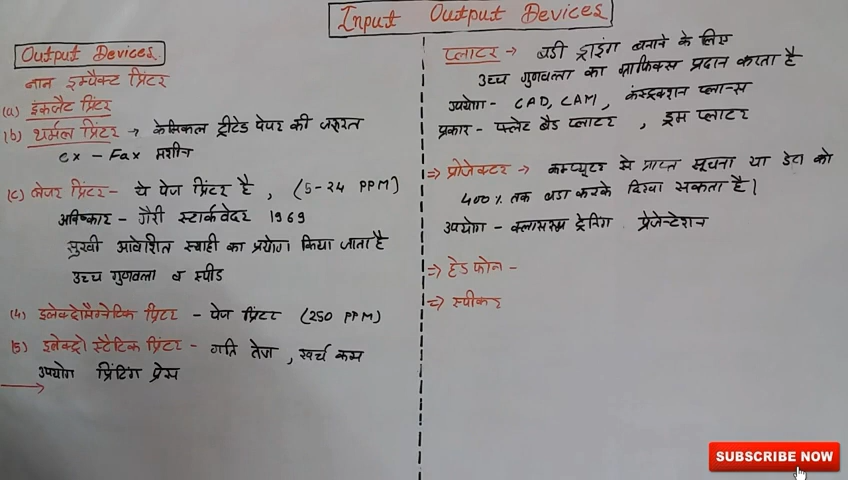 Input Output Devices
Output Devices
नान इम्पैक्ट प्रिंटर
(a) इंकजैट प्रिंटर
(b) थर्मल प्रिंटर → केमिकल ट्रीटेड पेपर की जरूरत
ex - Fax मशीन
(c) लेजर प्रिंटर - ये पेज प्रिंटर है , (5-24 PPM)
अविष्कार - गैरी स्टार्कवेदर 1969
सुखी आवेशित स्याही का प्रयोग किया जाता है
उच्च गुणवत्ता व स्पीड
(4) इलेक्ट्रोमैग्नेटिक प्रिंटर - पेज प्रिंटर (250 PPM)
(5) इलेक्ट्रो स्टैटिक प्रिंटर - गति तेज , खर्च कम
उपयोग प्रिंटिंग प्रेस
प्लाटर → बडी ड्राइंग बनाने के लिए
उच्च गुणवत्ता का ग्राफिक्स प्रदान करता है
उपयोग - CAD, CAM, कंस्ट्रक्शन प्लान्स
प्रकार - फ्लैट बैड प्लाटर , ड्रम प्लाटर
⇒ प्रोजेक्टर → कम्प्यूटर से प्राप्त सूचना या डेटा को
400% तक बडा करके दिखा सकता है।
उपयोग - क्लासरूम ट्रेनिंग प्रेजेन्टेशन
⇒ हेडफोन -
⇒ स्पीकर
SUBSCRIBE NOW